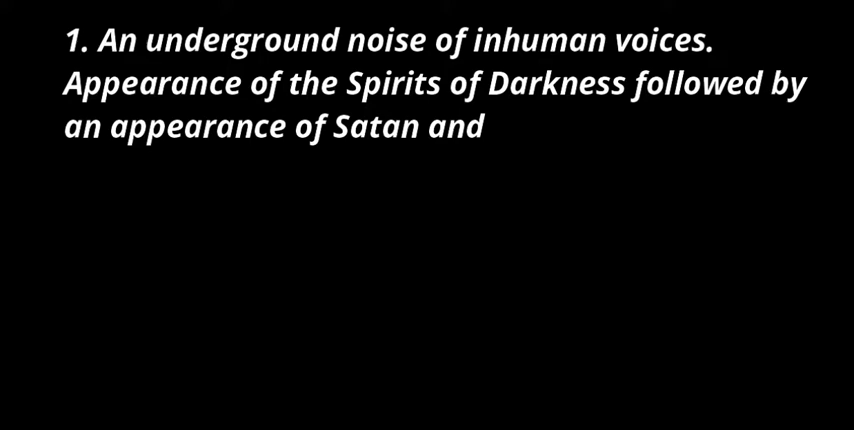 1. An underground noise of inhuman voices.
Appearance of the Spirits of Darkness followed by
an appearance of Satan and